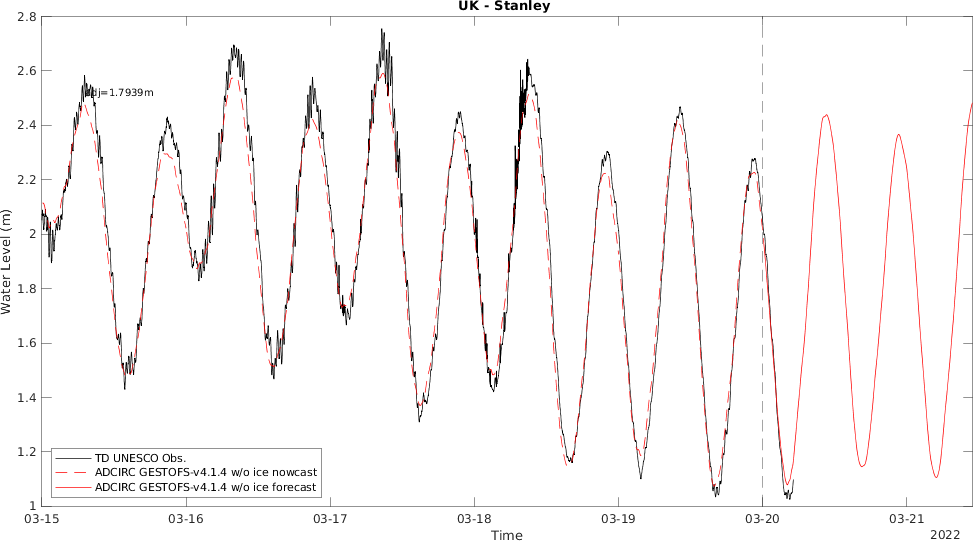 UK - Stanley
2.8
2.6
2.4
2.2
2
1.8
1.6
1.4
1.2
1
Water Level (m)
adj=1.7939m
TD UNESCO Obs.
ADCIRC GESTOFS-v4.1.4 w/o ice nowcast
ADCIRC GESTOFS-v4.1.4 w/o ice forecast
03-15 03-16 03-17 03-18 03-19 03-20 03-21
Time
2022